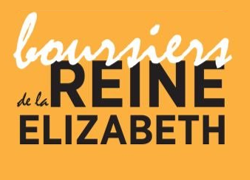 boursiers
de la REINE
ELIZABETH